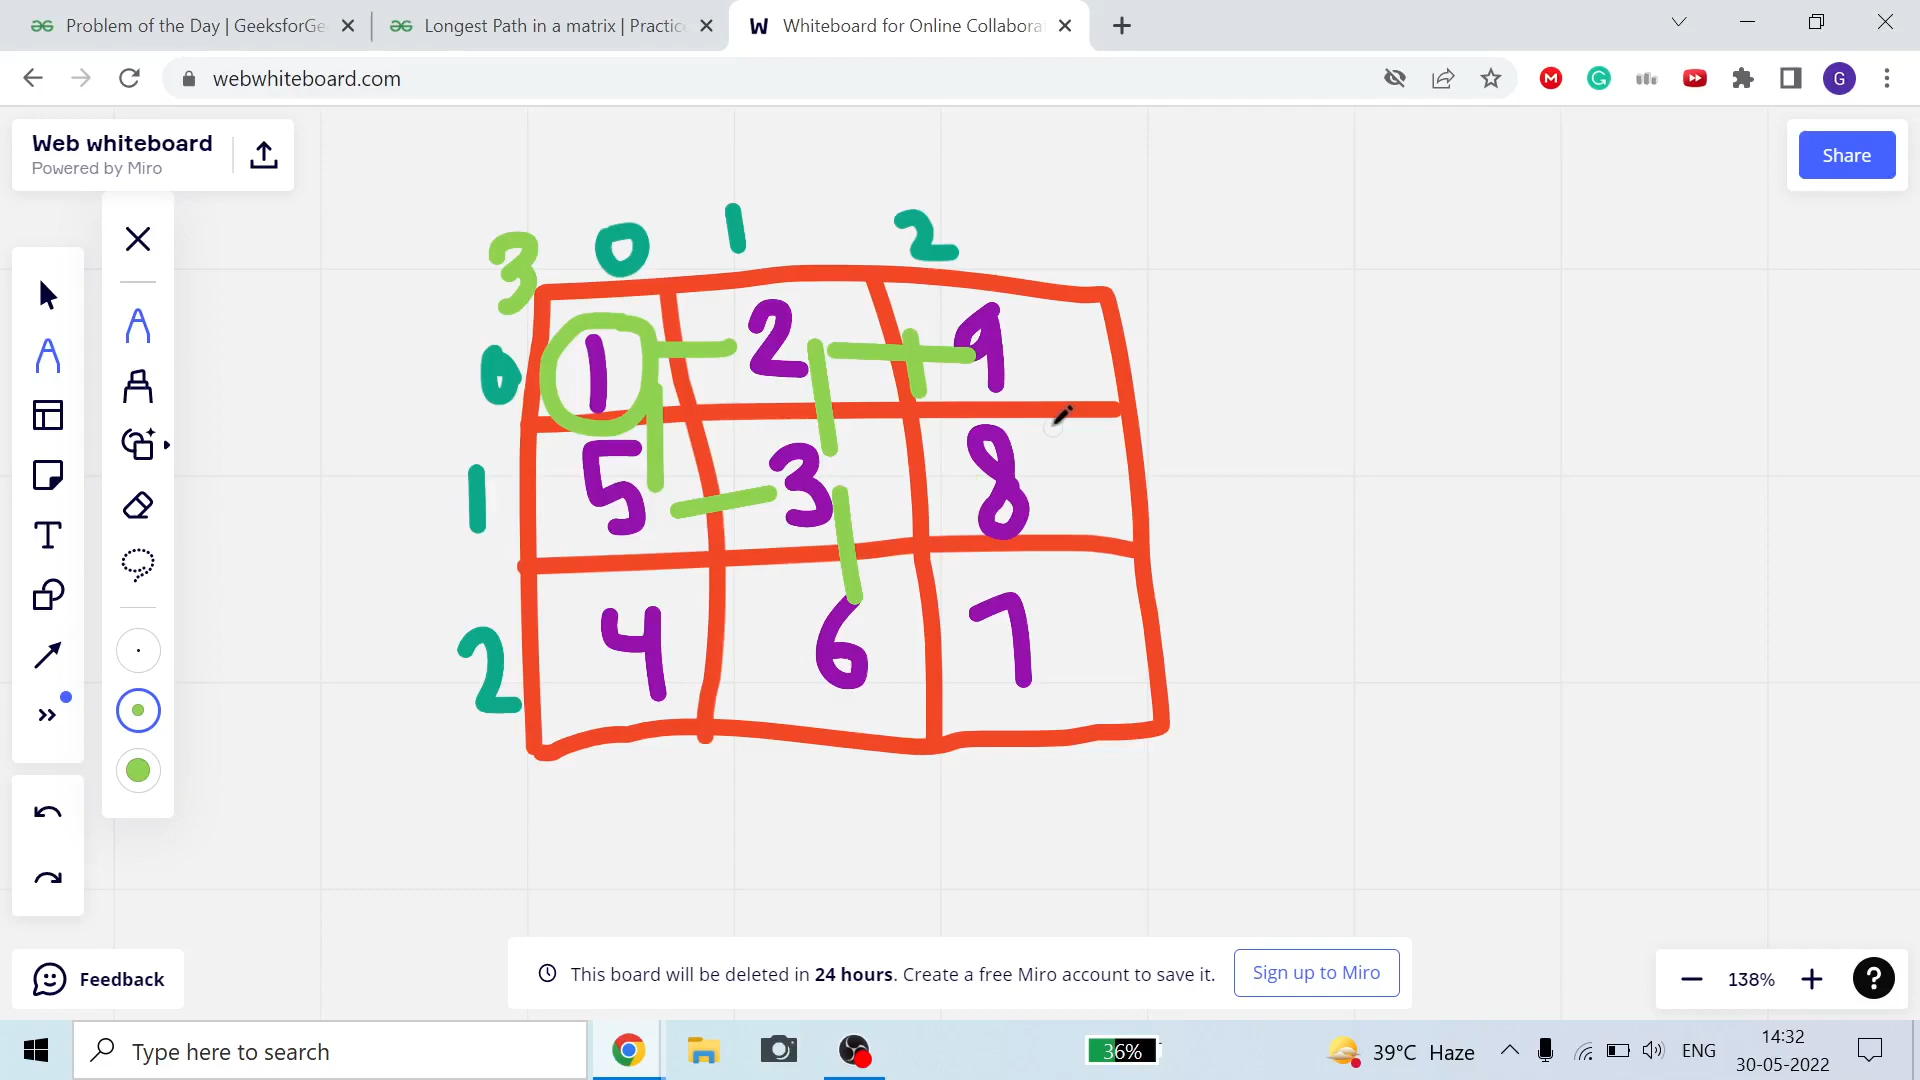 Problem of the Day | GeeksforGe
Longest Path in a matrix | Practice
Whiteboard for Online Collabora
webwhiteboard.com
G
Web whiteboard
Powered by Miro
Share
3 0 1 2
0 1 2 9
1 5 3 8
2 4 6 7
Feedback
This board will be deleted in 24 hours. Create a free Miro account to save it.
Sign up to Miro
138%
Type here to search
36%
39°C Haze
ENG
14:32
30-05-2022